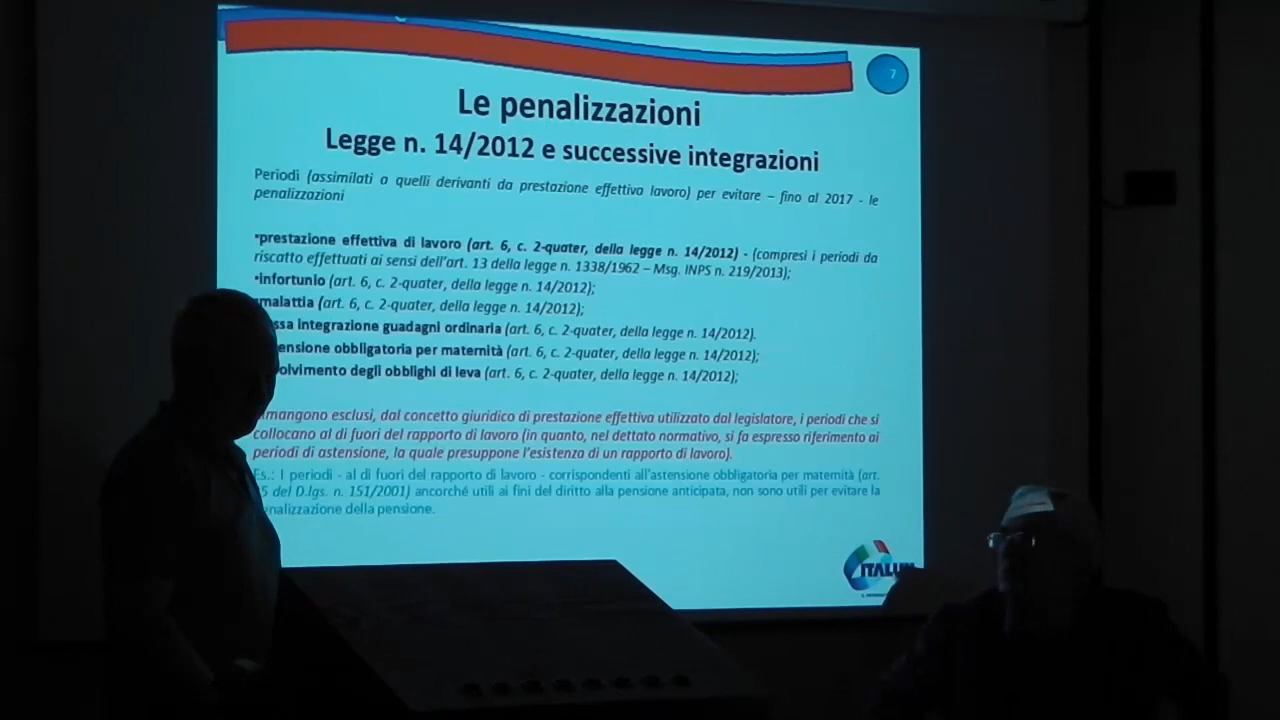 7
Le penalizzazioni
Legge n. 14/2012 e successive integrazioni
Periodi (assimilati a quelli derivanti da prestazione effettiva lavoro) per evitare – fino al 2017 - le
penalizzazioni
•prestazione effettiva di lavoro (art. 6, c. 2-quater, della legge n. 14/2012) - (compresi i periodi da
riscatto effettuati ai sensi dell'art. 13 della legge n. 1338/1962 – Msg. INPS n. 219/2013);
•infortunio (art. 6, c. 2-quater, della legge n. 14/2012);
malattia (art. 6, c. 2-quater, della legge n. 14/2012);
ssa integrazione guadagni ordinaria (art. 6, c. 2-quater, della legge n. 14/2012).
ensione obbligatoria per maternità (art. 6, c. 2-quater, della legge n. 14/2012);
olvimento degli obblighi di leva (art. 6, c. 2-quater, della legge n. 14/2012);
mangono esclusi, dal concetto giuridico di prestazione effettiva utilizzato dal legislatore, i periodi che si
collocano al di fuori del rapporto di lavoro (in quanto, nel dettato normativo, si fa espresso riferimento ai
periodi di astensione, la quale presuppone l'esistenza di un rapporto di lavoro).
Es.: I periodi - al di fuori del rapporto di lavoro - corrispondenti all'astensione obbligatoria per maternità (art.
5 del D.lgs. n. 151/2001) ancorché utili ai fini del diritto alla pensione anticipata, non sono utili per evitare la
nalizzazione della pensione.
ITALU